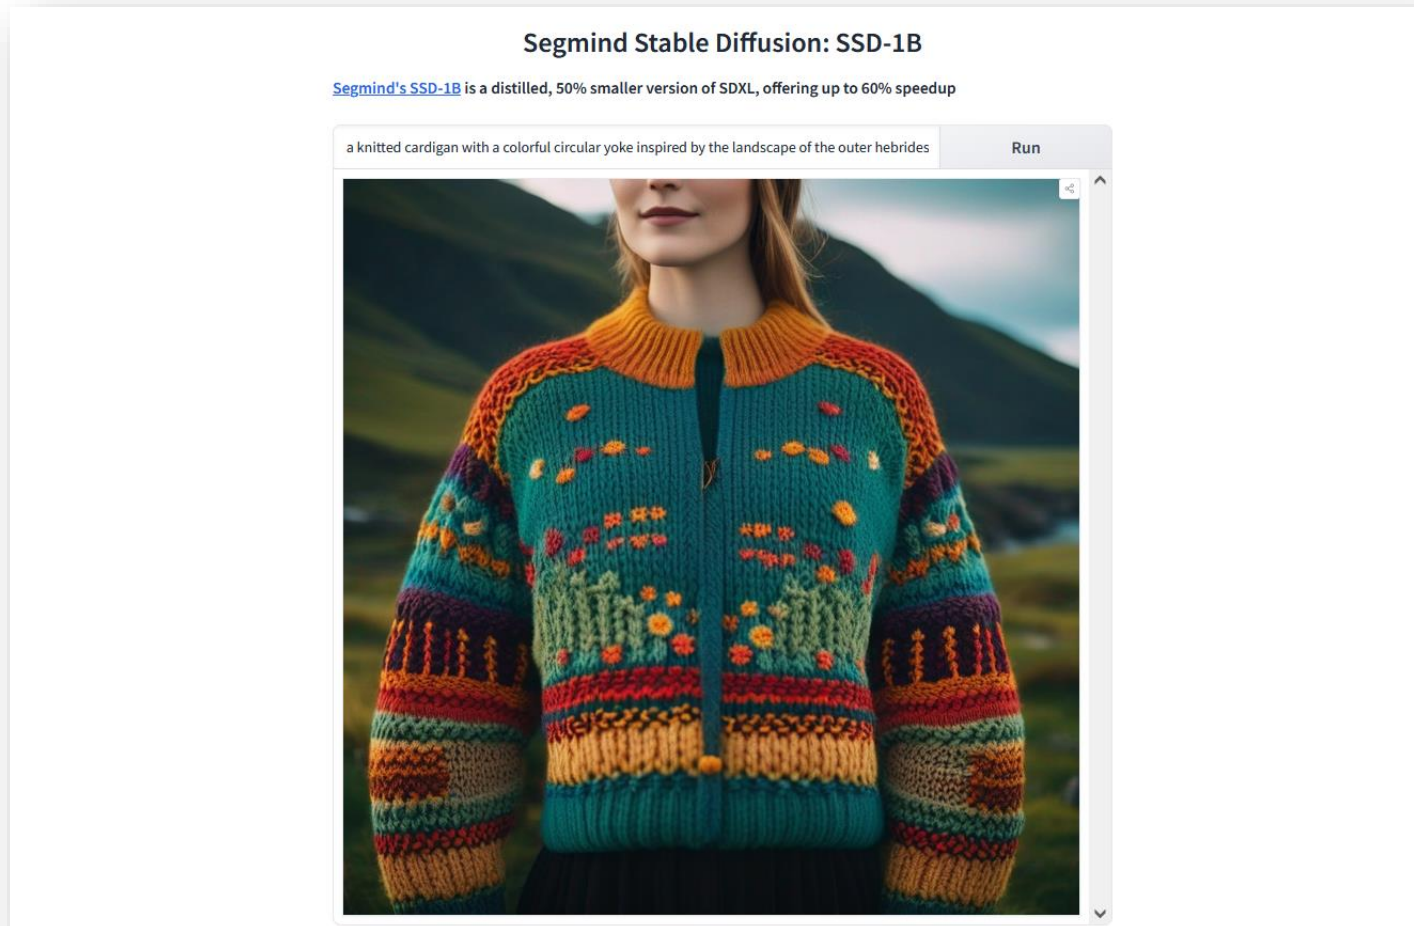 Segmind Stable Diffusion: SSD-1B
Segmind's SSD-1B is a distilled, 50% smaller version of SDXL, offering up to 60% speedup
a knitted cardigan with a colorful circular yoke inspired by the landscape of the outer hebrides
Run